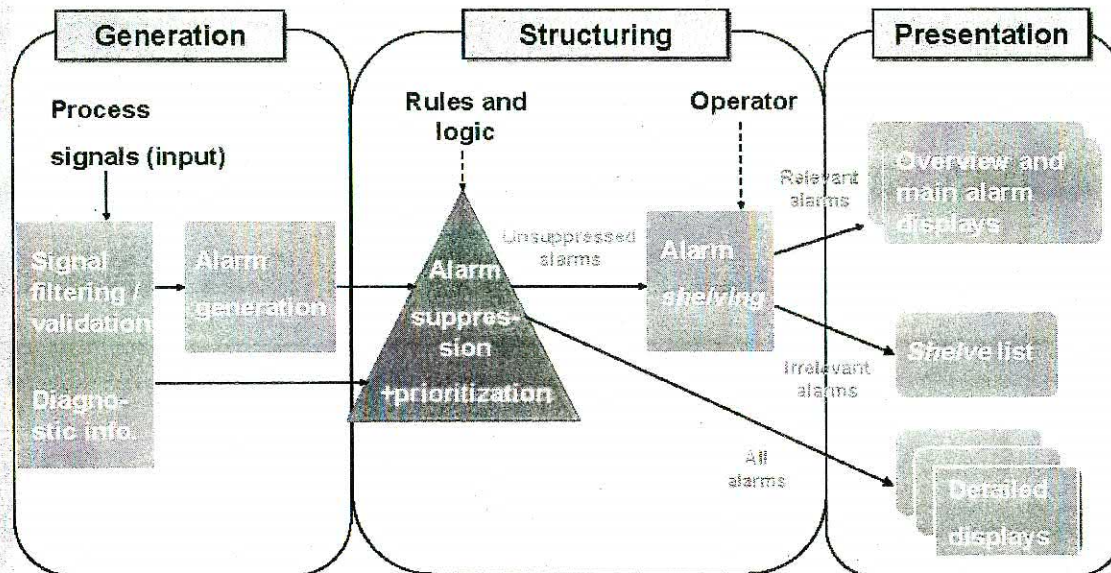 Generation
Structuring
Presentation
Process
signals (input)
Rules and
logic
Operator
Signal
filtering /
validation
Diagno-
stic info.
Alarm
generation
Alarm
suppres-
sion
+prioritization
Unsuppressed
alarms
Alarm
shelving
Relevant
alarms
Irrelevant
alarms
All
alarms
Overview and
main alarm
displays
Shelve list
Detailed
displays